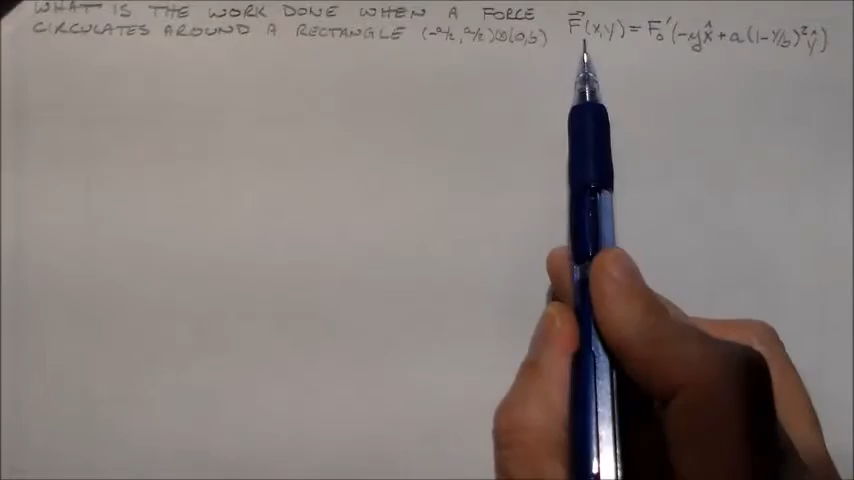 WHAT IS THE WORK DONE WHEN A FORCE F⃗(x,y) = F₀'(-yx̂ + a(1-y/b)²ŷ)
CIRCULATES AROUND A RECTANGLE (-a/2, a/2)⊗(0,b)